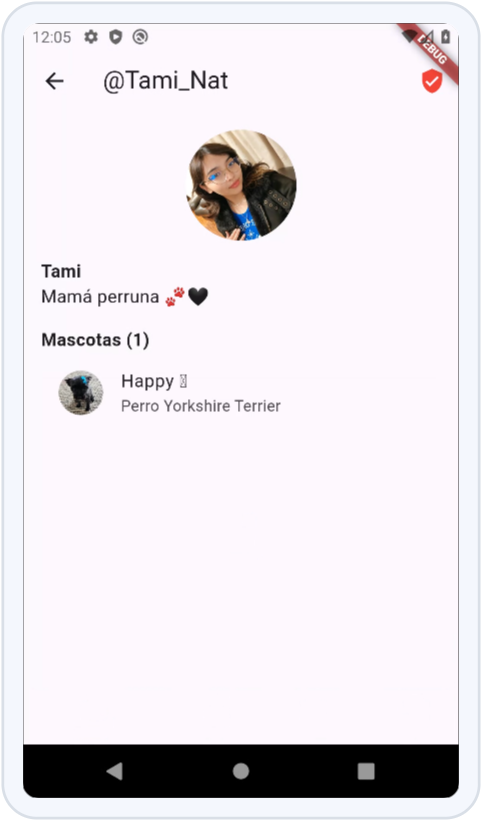 12:05
DEBUG
@Tami_Nat
Tami
Mamá perruna 🐾🖤
Mascotas (1)
Happy
Perro Yorkshire Terrier